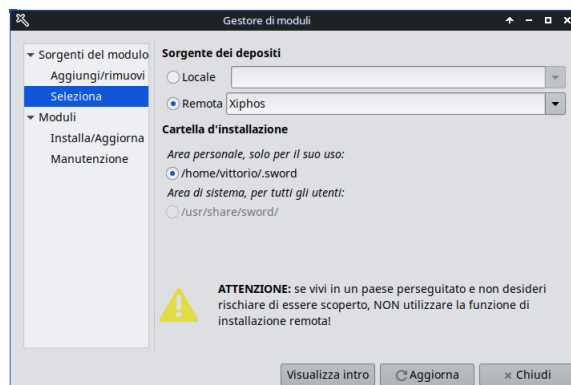 Gestore di moduli
Sorgenti del modulo
Aggiungi/rimuovi
Seleziona
Moduli
Installa/Aggiorna
Manutenzione
Sorgente dei depositi
Locale
Remota Xiphos
Cartella d'installazione
Area personale, solo per il suo uso:
/home/vittorio/.sword
Area di sistema, per tutti gli utenti:
/usr/share/sword/
ATTENZIONE: se vivi in un paese perseguitato e non desideri
rischiare di essere scoperto, NON utilizzare la funzione di
installazione remota!
Visualizza intro Aggiorna Chiudi